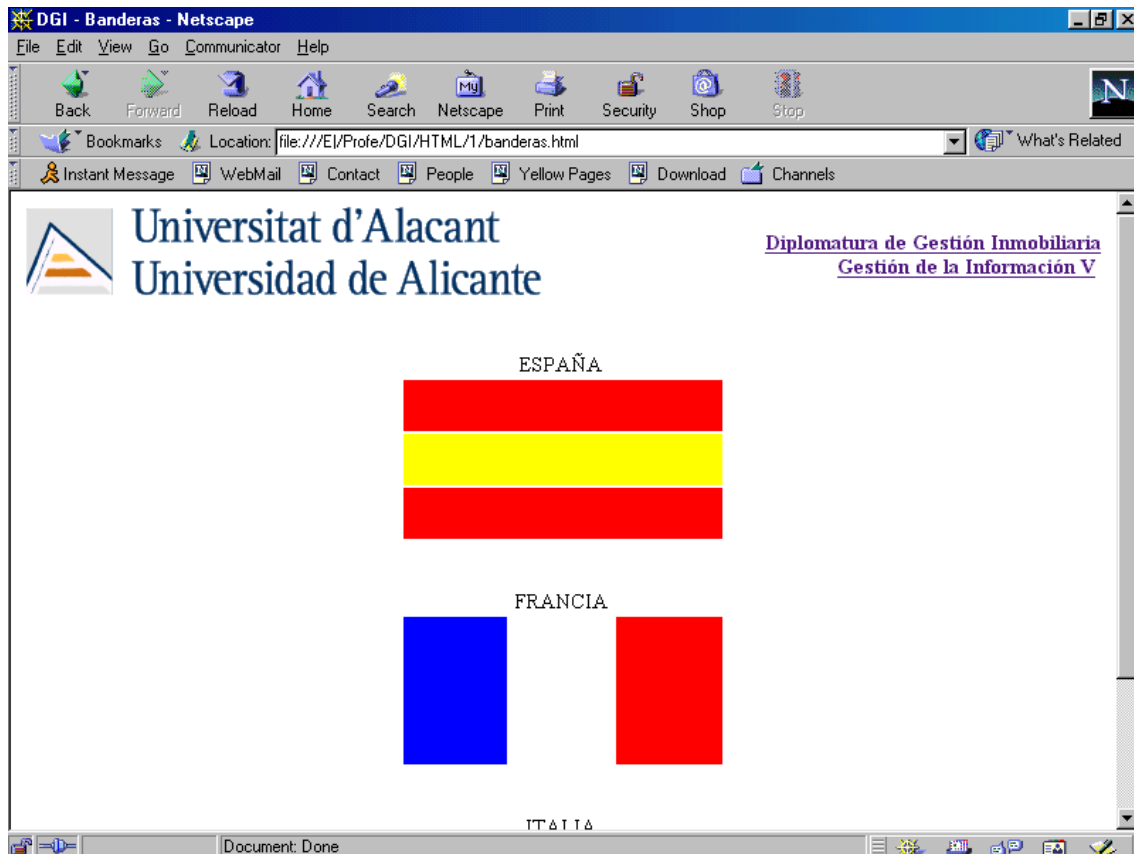 DGI - Banderas - Netscape
File Edit View Go Communicator Help
Back Forward Reload Home Search Netscape Print Security Shop Stop
My
N
Bookmarks Location: file:///E|/Profe/DGI/HTML/1/banderas.html What's Related
Instant Message WebMail Contact People Yellow Pages Download Channels
Universitat d'Alacant
Universidad de Alicante
Diplomatura de Gestión Inmobiliaria
Gestión de la Información V
ESPAÑA
FRANCIA
ITALIA
Document: Done